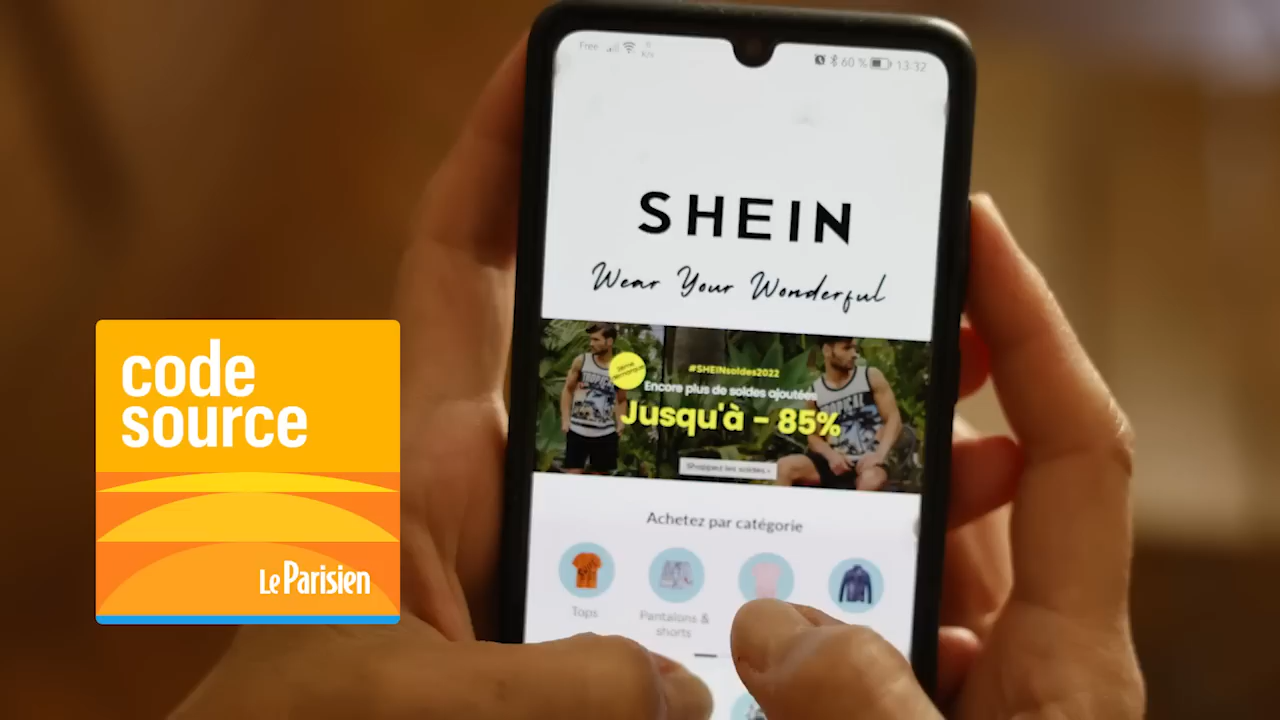 Free
0
K/s
60 %
13:32
SHEIN
Wear Your Wonderful
#SHEINsoldes2022
Encore plus de soldes ajoutées
Jusqu'à - 85%
Shoppez les soldes
Achetez par catégorie
Tops
Pantalons &
shorts
code
source
Le Parisien